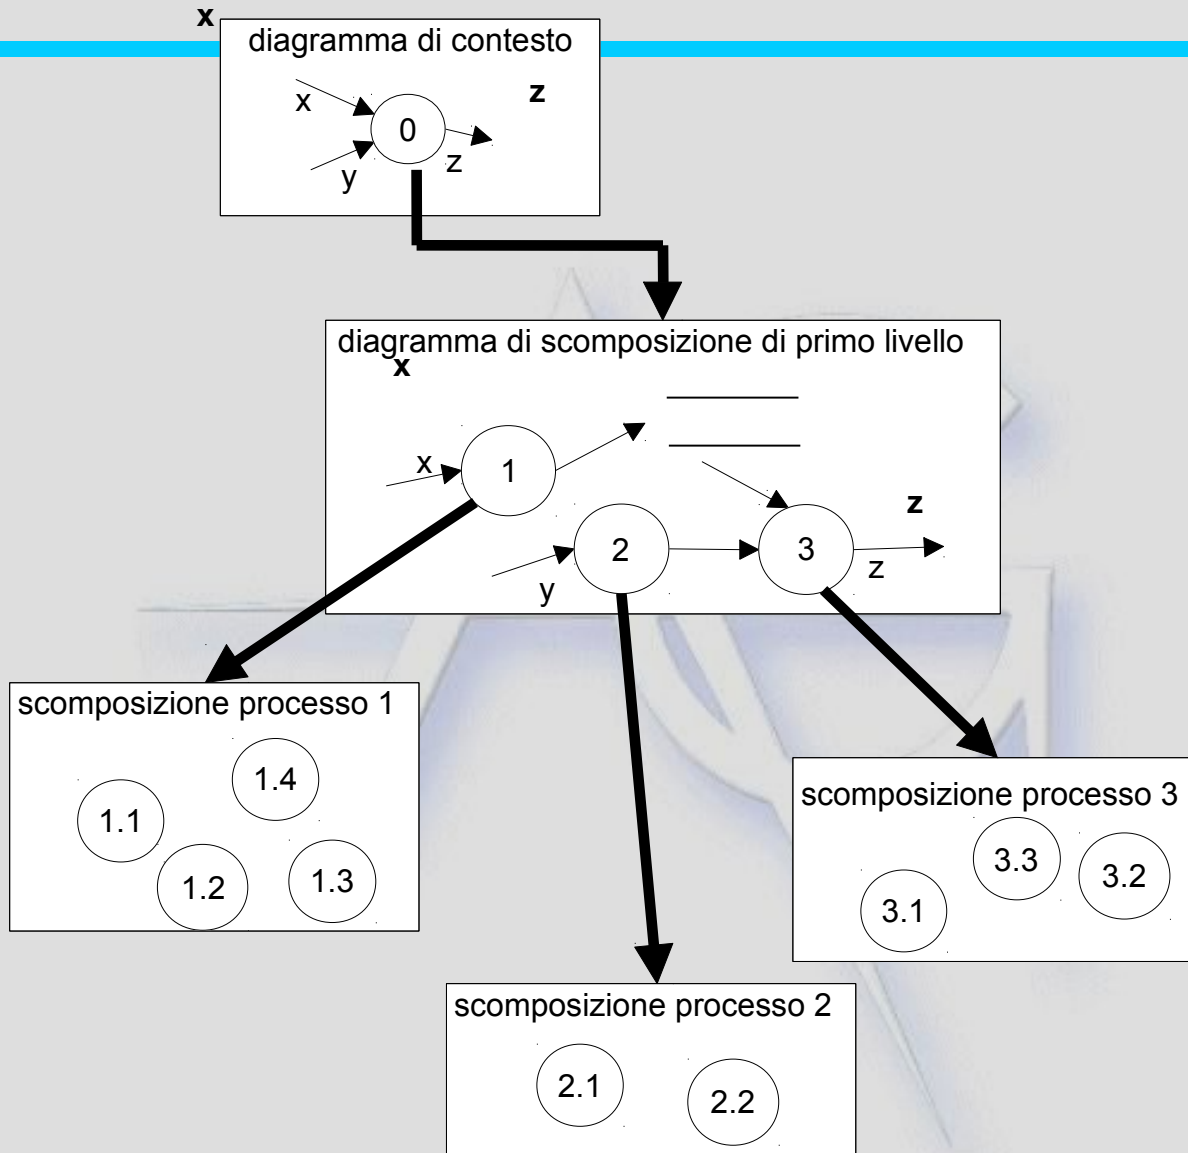 x
diagramma di contesto
x
z
0
y
z
diagramma di scomposizione di primo livello
x
x
1
z
2
3
y
z
scomposizione processo 1
1.4
1.1
1.2
1.3
scomposizione processo 3
3.3
3.2
3.1
scomposizione processo 2
2.1
2.2